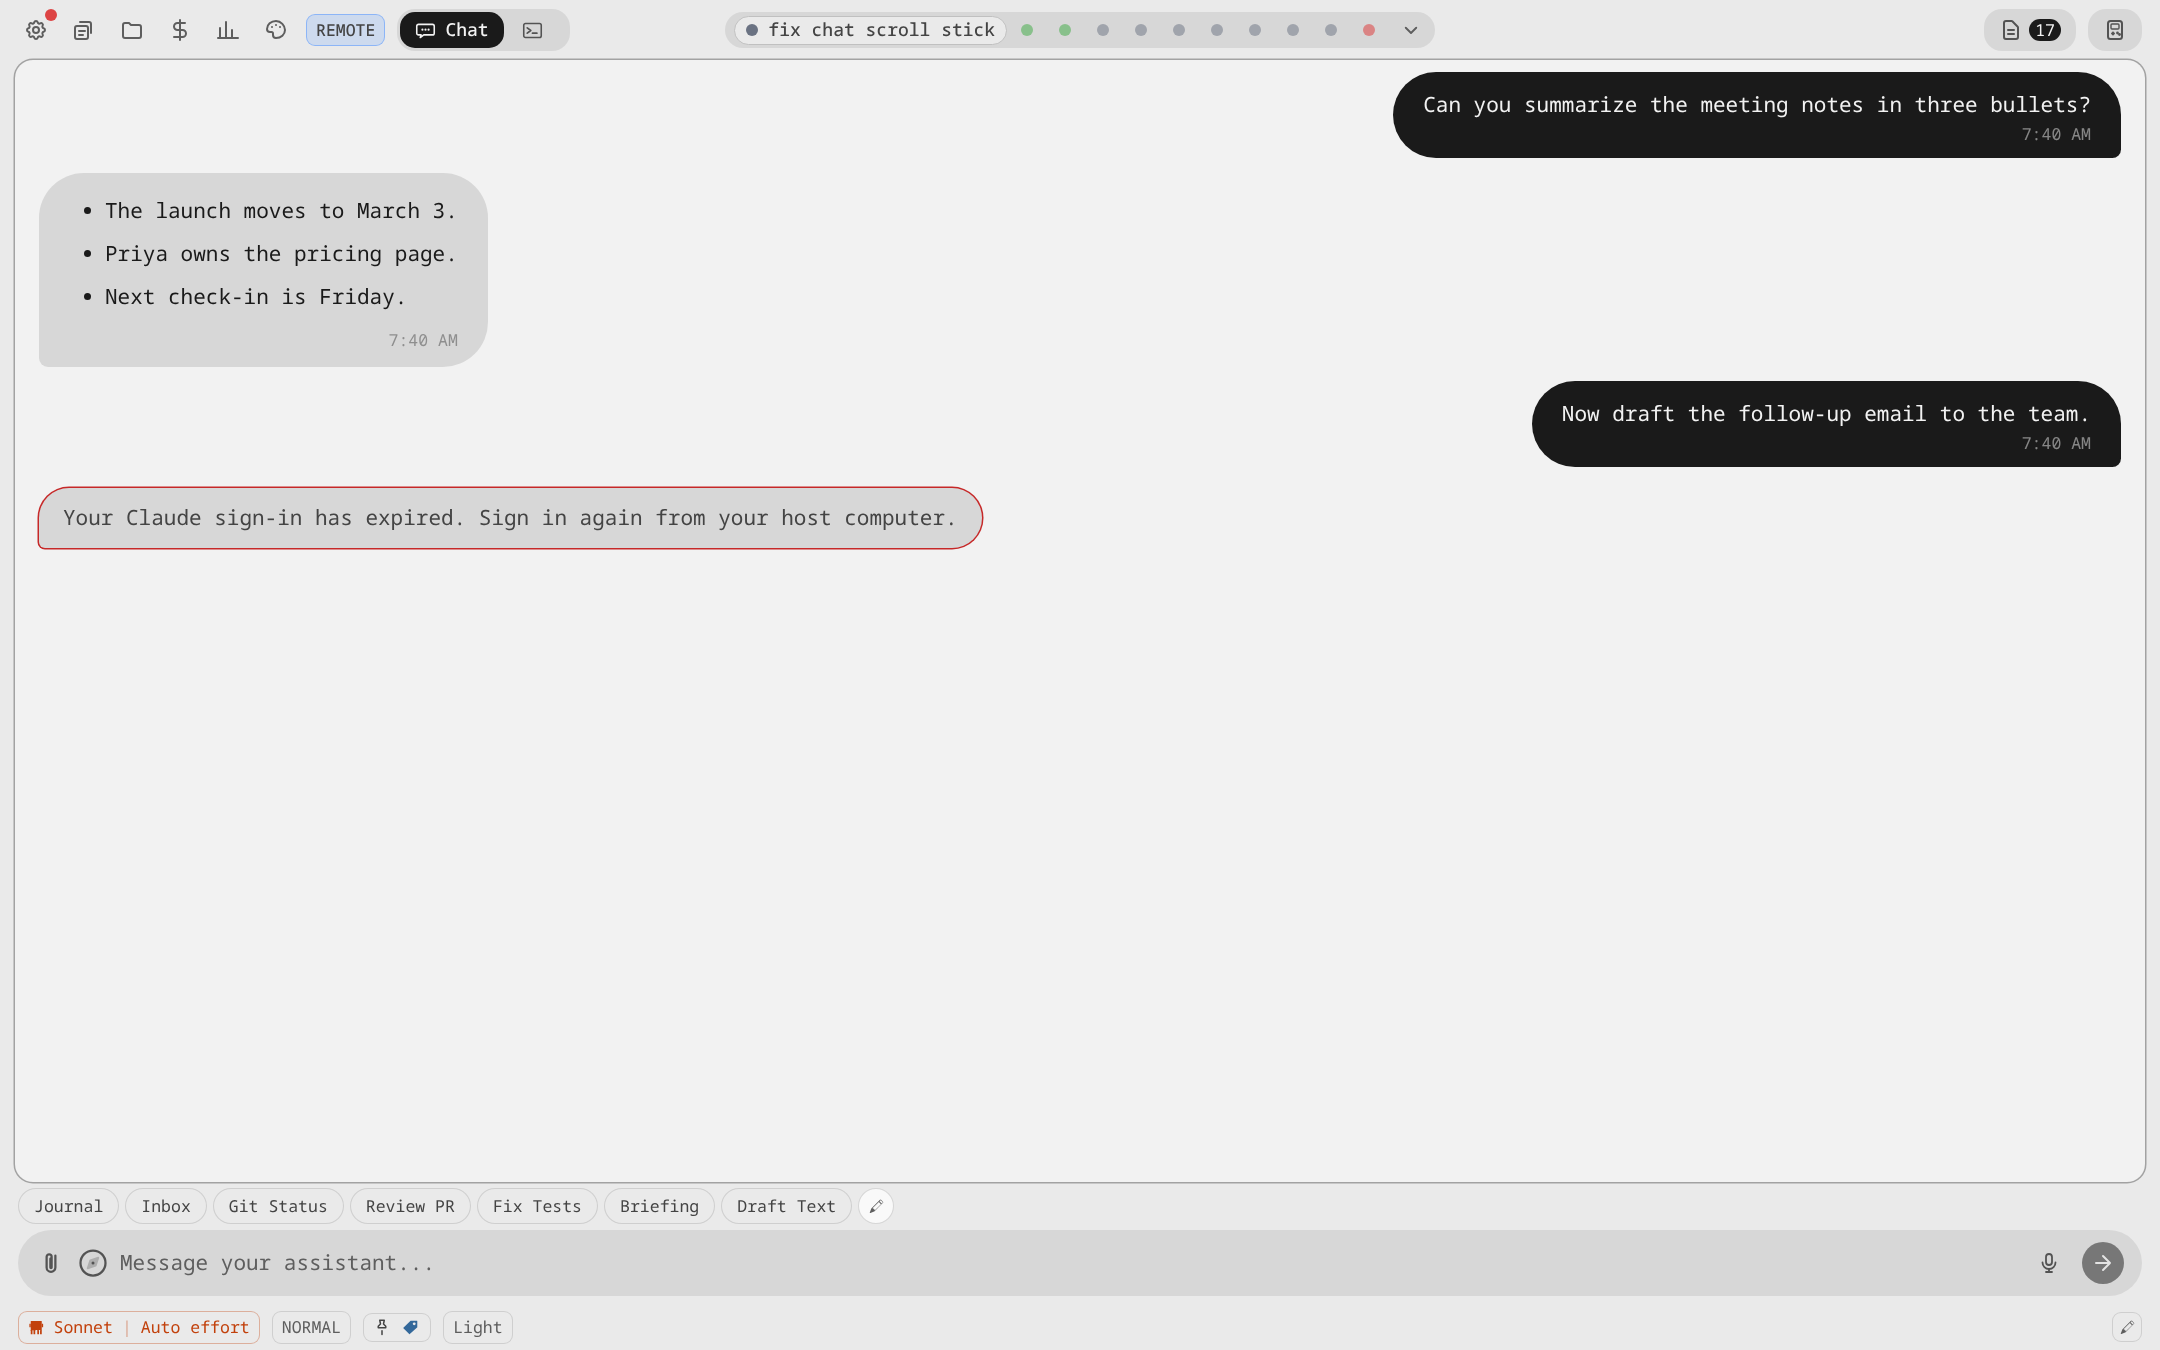 REMOTE
Chat
fix chat scroll stick
17
Can you summarize the meeting notes in three bullets?
7:40 AM
• The launch moves to March 3.
• Priya owns the pricing page.
• Next check-in is Friday.
7:40 AM
Now draft the follow-up email to the team.
7:40 AM
Your Claude sign-in has expired. Sign in again from your host computer.
Journal
Inbox
Git Status
Review PR
Fix Tests
Briefing
Draft Text
Message your assistant...
Sonnet | Auto effort
NORMAL
Light